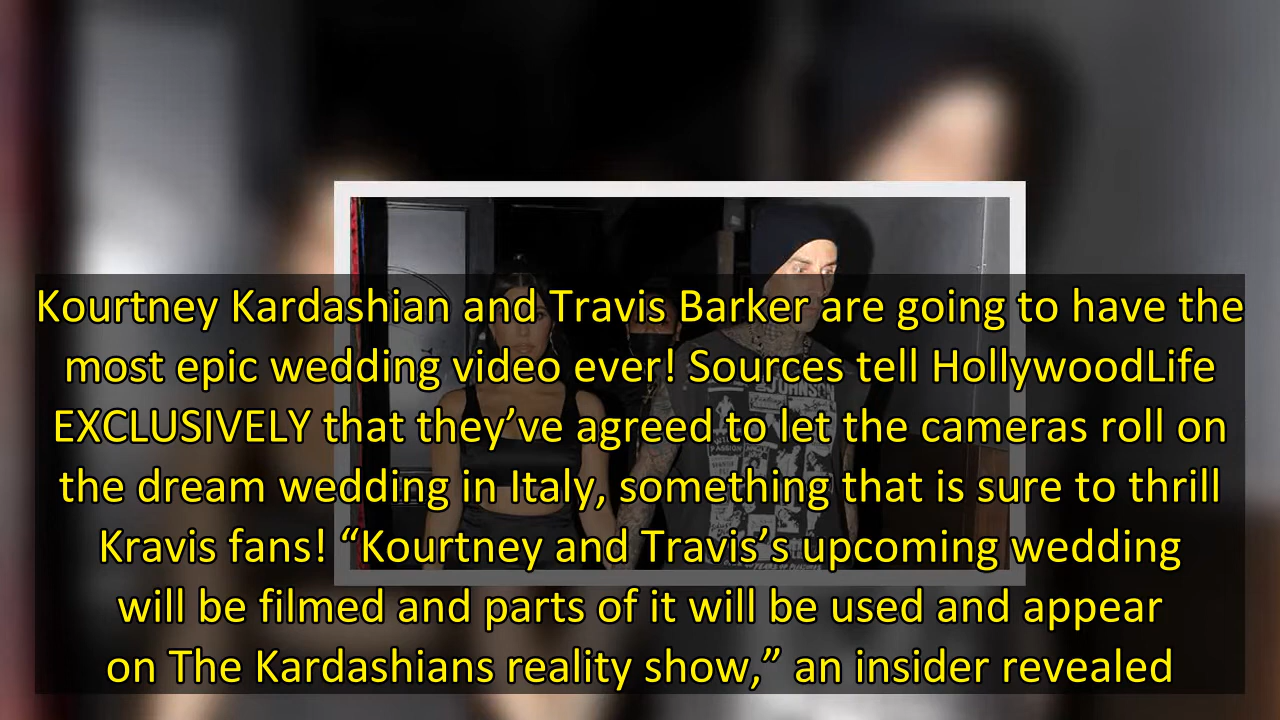 Kourtney Kardashian and Travis Barker are going to have the
most epic wedding video ever! Sources tell HollywoodLife
EXCLUSIVELY that they’ve agreed to let the cameras roll on
the dream wedding in Italy, something that is sure to thrill
Kravis fans! “Kourtney and Travis’s upcoming wedding
will be filmed and parts of it will be used and appear
on The Kardashians reality show,” an insider revealed
JOHNSON